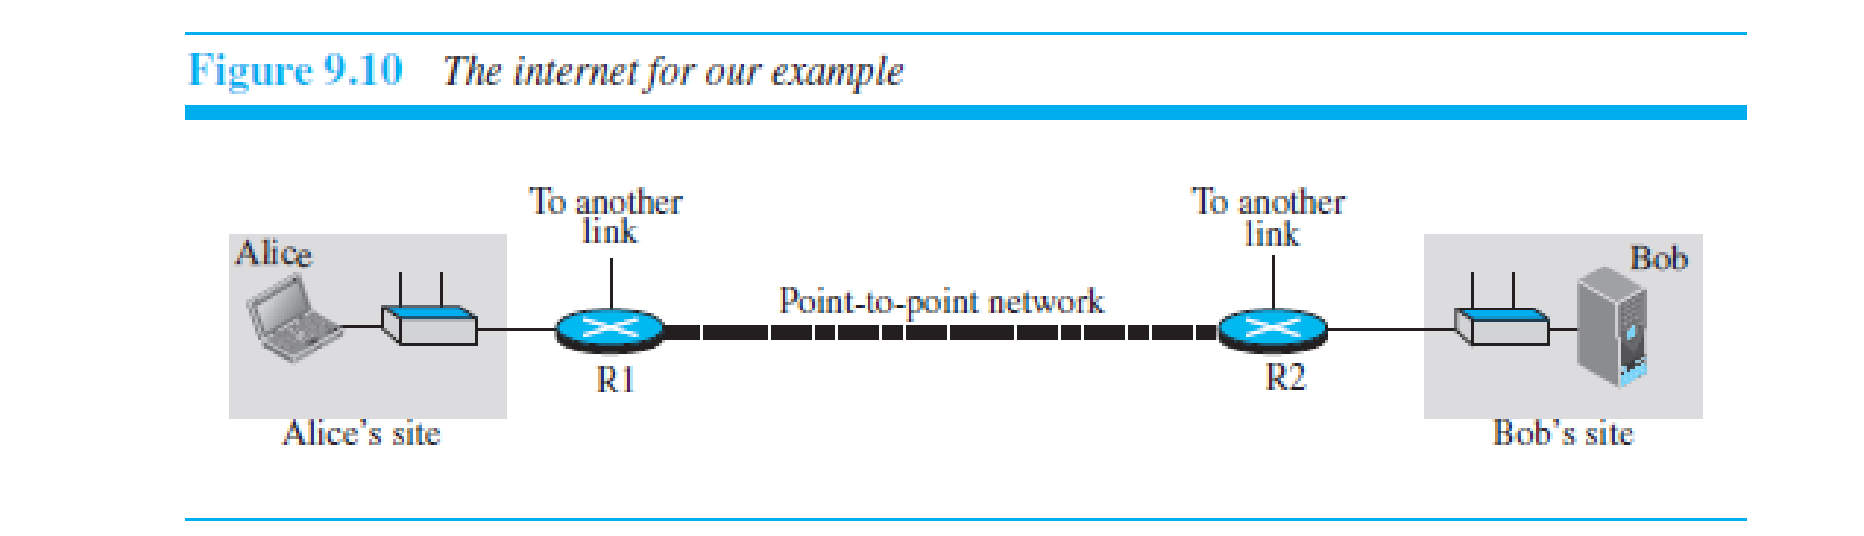 Figure 9.10 The internet for our example
To another
link
To another
link
Alice
Bob
Point-to-point network
R1
R2
Alice's site
Bob's site